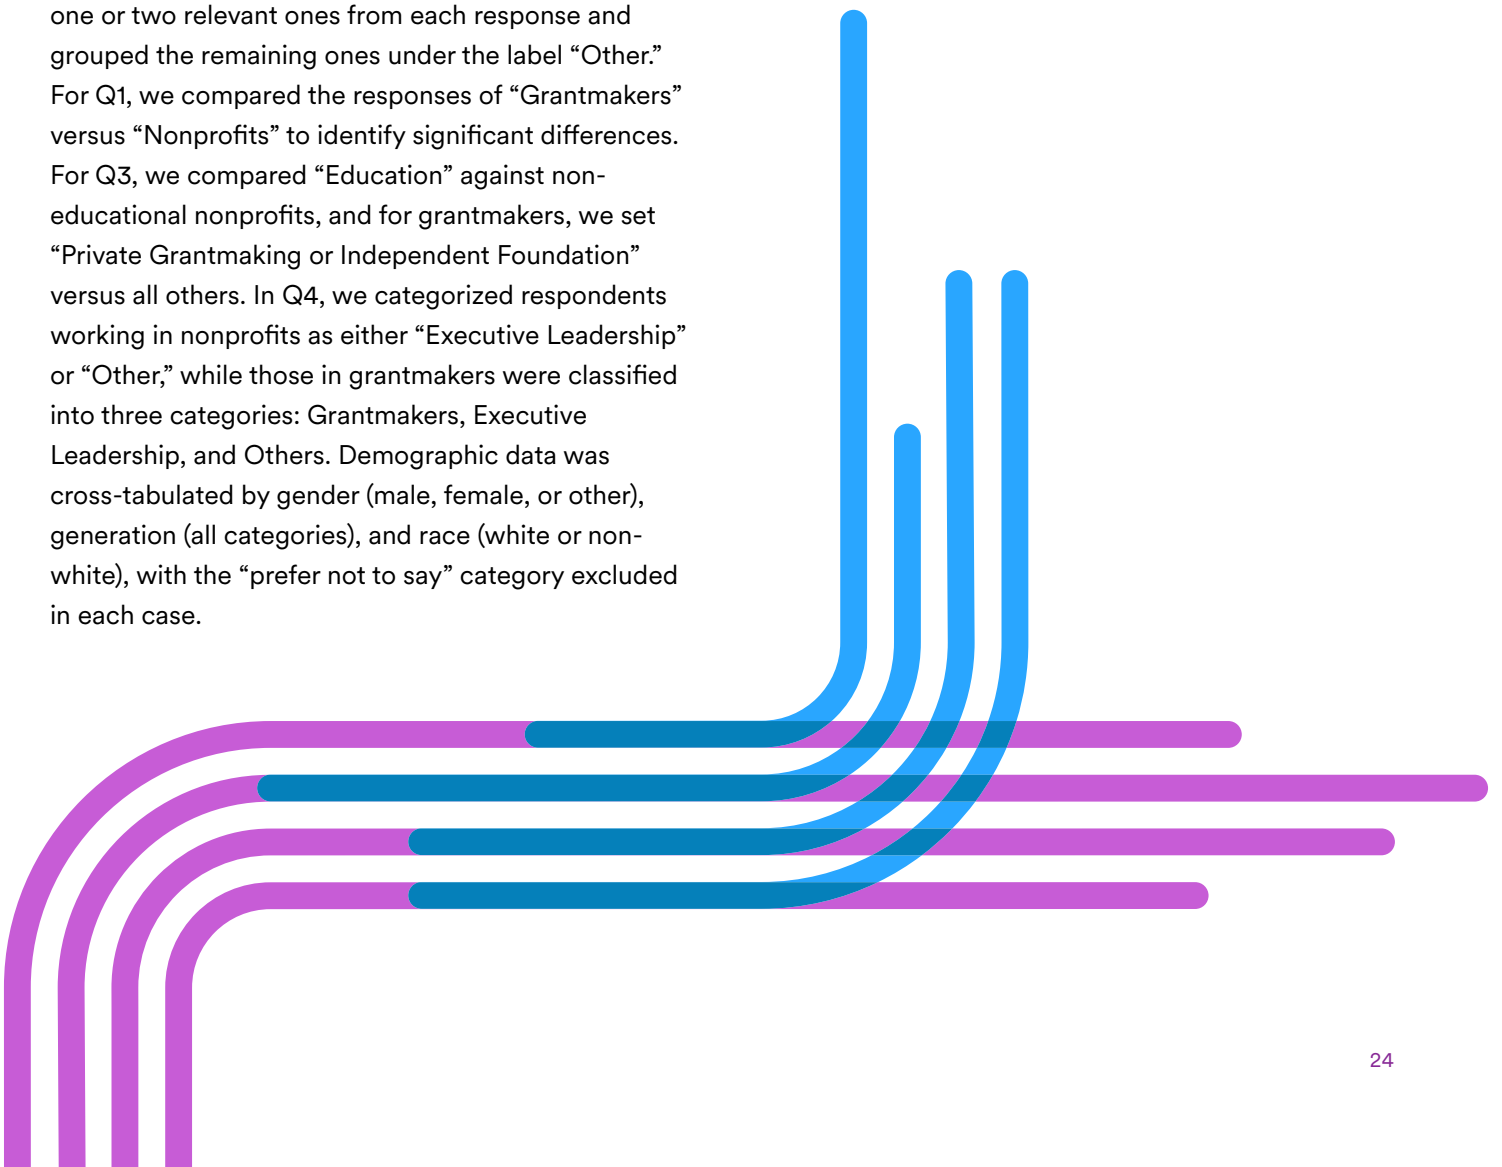 one or two relevant ones from each response and
grouped the remaining ones under the label “Other.”
For Q1, we compared the responses of “Grantmakers”
versus “Nonprofits” to identify significant differences.
For Q3, we compared “Education” against non-
educational nonprofits, and for grantmakers, we set
“Private Grantmaking or Independent Foundation”
versus all others. In Q4, we categorized respondents
working in nonprofits as either “Executive Leadership”
or “Other,” while those in grantmakers were classified
into three categories: Grantmakers, Executive
Leadership, and Others. Demographic data was
cross-tabulated by gender (male, female, or other),
generation (all categories), and race (white or non-
white), with the “prefer not to say” category excluded
in each case.
24